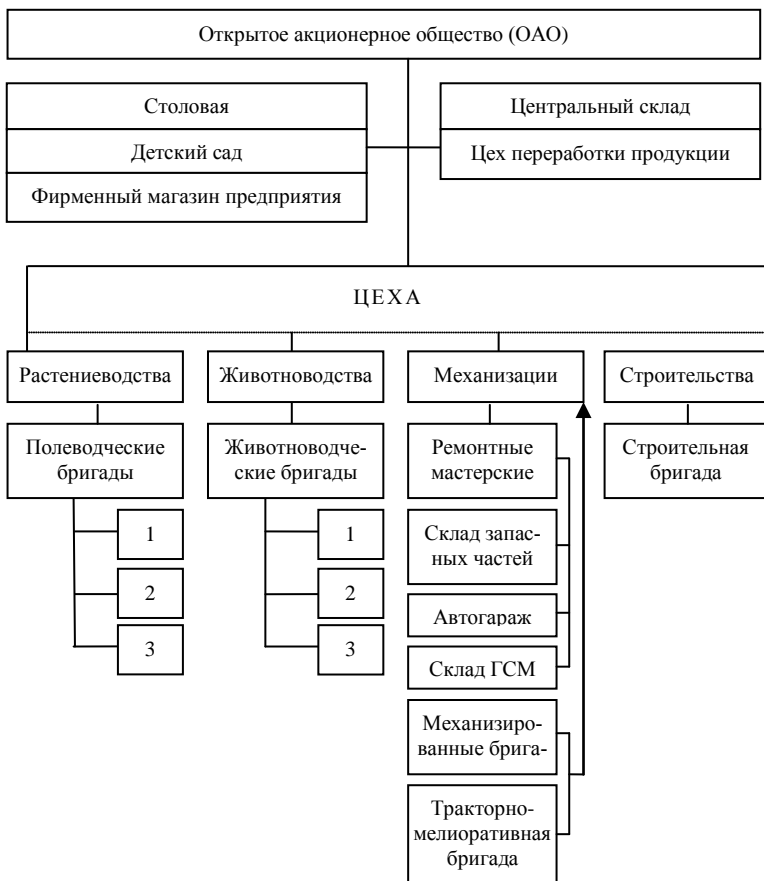 Открытое акционерное общество (ОАО)
Столовая
Детский сад
Фирменный магазин предприятия
Центральный склад
Цех переработки продукции
ЦЕХА
Растениеводства
Животноводства
Механизации
Строительства
Полеводческие
бригады
1
2
3
Животноводче-
ские бригады
1
2
3
Ремонтные
мастерские
Склад запас-
ных частей
Автогараж
Склад ГСМ
Механизиро-
ванные брига-
Тракторно-
мелиоративная
бригада
Строительная
бригада